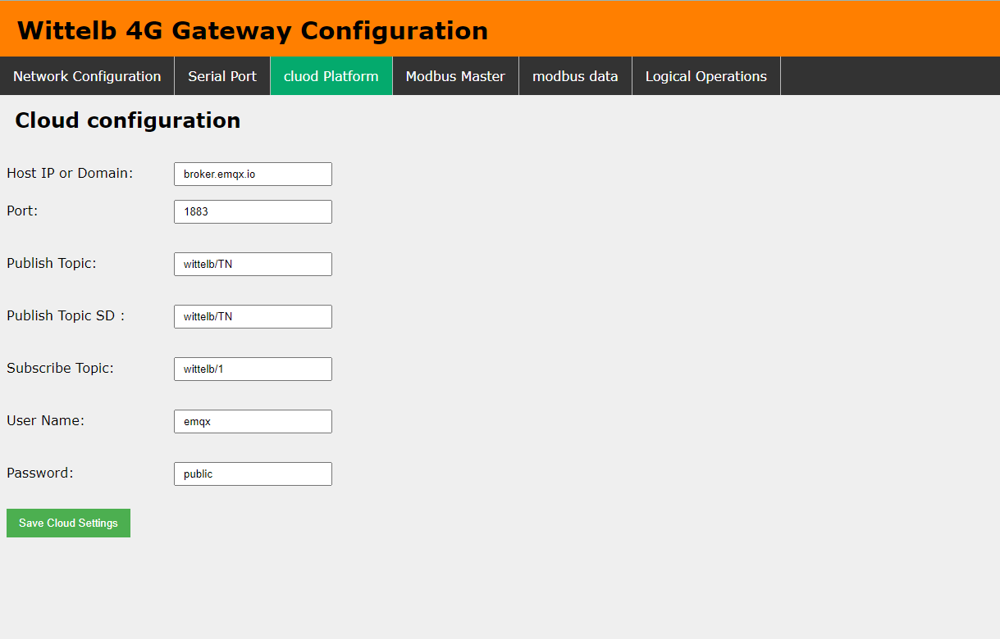 Wittelb 4G Gateway Configuration
Network Configuration Serial Port cluod Platform Modbus Master modbus data Logical Operations
Cloud configuration
Host IP or Domain: broker.emqx.io
Port: 1883
Publish Topic: wittelb/TN
Publish Topic SD : wittelb/TN
Subscribe Topic: wittelb/1
User Name: emqx
Password: public
Save Cloud Settings